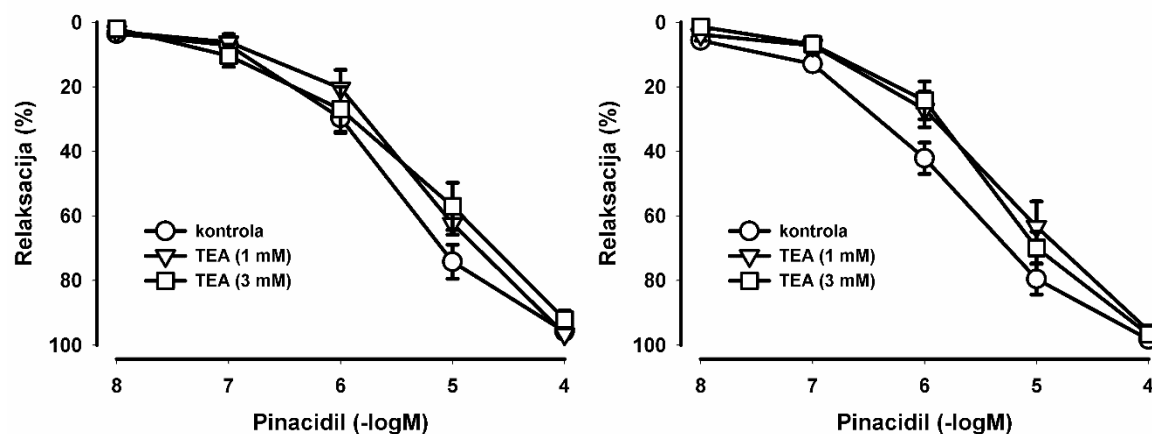 0
20
40
60
80
100
Relaksacija (%)
kontrola
TEA (1 mM)
TEA (3 mM)
8 7 6 5 4
Pinacidil (-logM)
0
20
40
60
80
100
Relaksacija (%)
kontrola
TEA (1 mM)
TEA (3 mM)
8 7 6 5 4
Pinacidil (-logM)